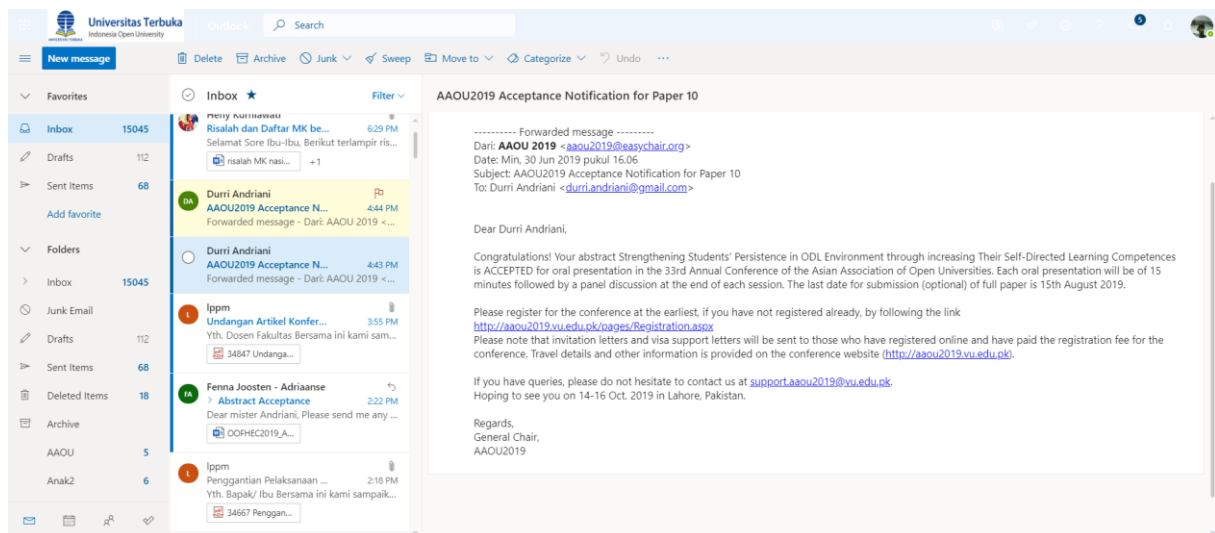 Universitas Terbuka
Indonesia Open University
UNIVERSITAS TERBUKA
Outlook
Search
5
New message
Delete
Archive
Junk
Sweep
Move to
Categorize
Undo
Favorites
Inbox 15045
Drafts 112
Sent Items 68
Add favorite
Folders
Inbox 15045
Junk Email
Drafts 112
Sent Items 68
Deleted Items 18
Archive
AAOU 5
Anak2 6
Inbox ★ Filter
Heny Kurniawati
Risalah dan Daftar MK be... 6:29 PM
Selamat Sore Ibu-Ibu, Berikut terlampir ris...
risalah MK nasi... +1
DA
Durri Andriani
AAOU2019 Acceptance N... 4:44 PM
Forwarded message - Dari: AAOU 2019 <...
Durri Andriani
AAOU2019 Acceptance N... 4:43 PM
Forwarded message - Dari: AAOU 2019 <...
L
lppm
Undangan Artikel Konfer... 3:55 PM
Yth. Dosen Fakultas Bersama ini kami sam...
34847 Undanga...
FA
Fenna Joosten - Adriaanse
> Abstract Acceptance 2:22 PM
Dear mister Andriani, Please send me any ...
OOFHEC2019_A...
L
lppm
Penggantian Pelaksanaan ... 2:18 PM
Yth. Bapak/ Ibu Bersama ini kami sampaik...
34667 Penggan...
AAOU2019 Acceptance Notification for Paper 10
---------- Forwarded message ---------
Dari: AAOU 2019 <aaou2019@easychair.org>
Date: Min, 30 Jun 2019 pukul 16.06
Subject: AAOU2019 Acceptance Notification for Paper 10
To: Durri Andriani <durri.andriani@gmail.com>
Dear Durri Andriani,
Congratulations! Your abstract Strengthening Students' Persistence in ODL Environment through increasing Their Self-Directed Learning Competences
is ACCEPTED for oral presentation in the 33rd Annual Conference of the Asian Association of Open Universities. Each oral presentation will be of 15
minutes followed by a panel discussion at the end of each session. The last date for submission (optional) of full paper is 15th August 2019.
Please register for the conference at the earliest, if you have not registered already, by following the link
http://aaou2019.vu.edu.pk/pages/Registration.aspx
Please note that invitation letters and visa support letters will be sent to those who have registered online and have paid the registration fee for the
conference. Travel details and other information is provided on the conference website (http://aaou2019.vu.edu.pk).
If you have queries, please do not hesitate to contact us at support.aaou2019@vu.edu.pk.
Hoping to see you on 14-16 Oct. 2019 in Lahore, Pakistan.
Regards,
General Chair,
AAOU2019